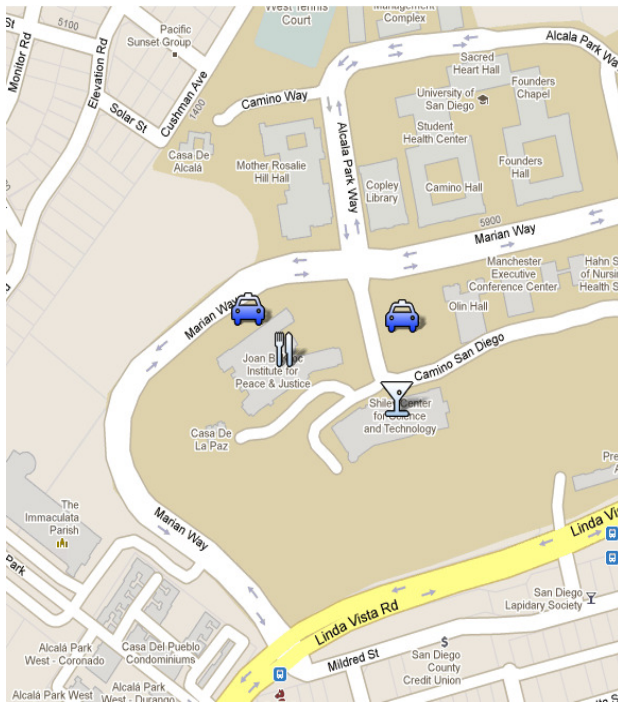 West Tennis
Court
Management
Complex
5100
St
Monitor Rd
Elevation Rd
Pacific
Sunset Group
Cushman Ave
1400
Solar St
Casa De
Alcalá
Camino Way
Mother Rosalie
Hill Hall
Alcala Park Way
Alcala Park Wa
Sacred
Heart Hall
University of
San Diego
Founders
Chapel
Student
Health Center
Founders
Hall
Copley
Library
Camino Hall
5900
Marian Way
Manchester
Executive
Conference Center
Hahn S
of Nursin
Health S
Olin Hall
Marian Way
Joan B
Institute for
Peace & Justice
Camino San Diego
Shile Center
for Science
and Technology
Casa De
La Paz
Pre
A
The
Immaculata
Parish
Marian Way
Park
Linda Vis
Linda Vista Rd
San Diego
Lapidary Society
Alcalá Park
West - Coronado
Casa Del Pueblo
Condominiums
Mildred St
$
San Diego
County
Credit Union
Alcalá Park West
Alcalá Park
West - Durango